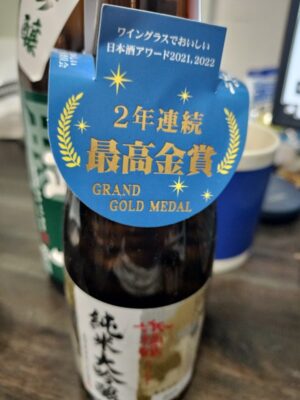 ワイングラスでおいしい
日本酒アワード2021,2022
2年連続
最高金賞
GRAND
GOLD MEDAL
純米大吟醸